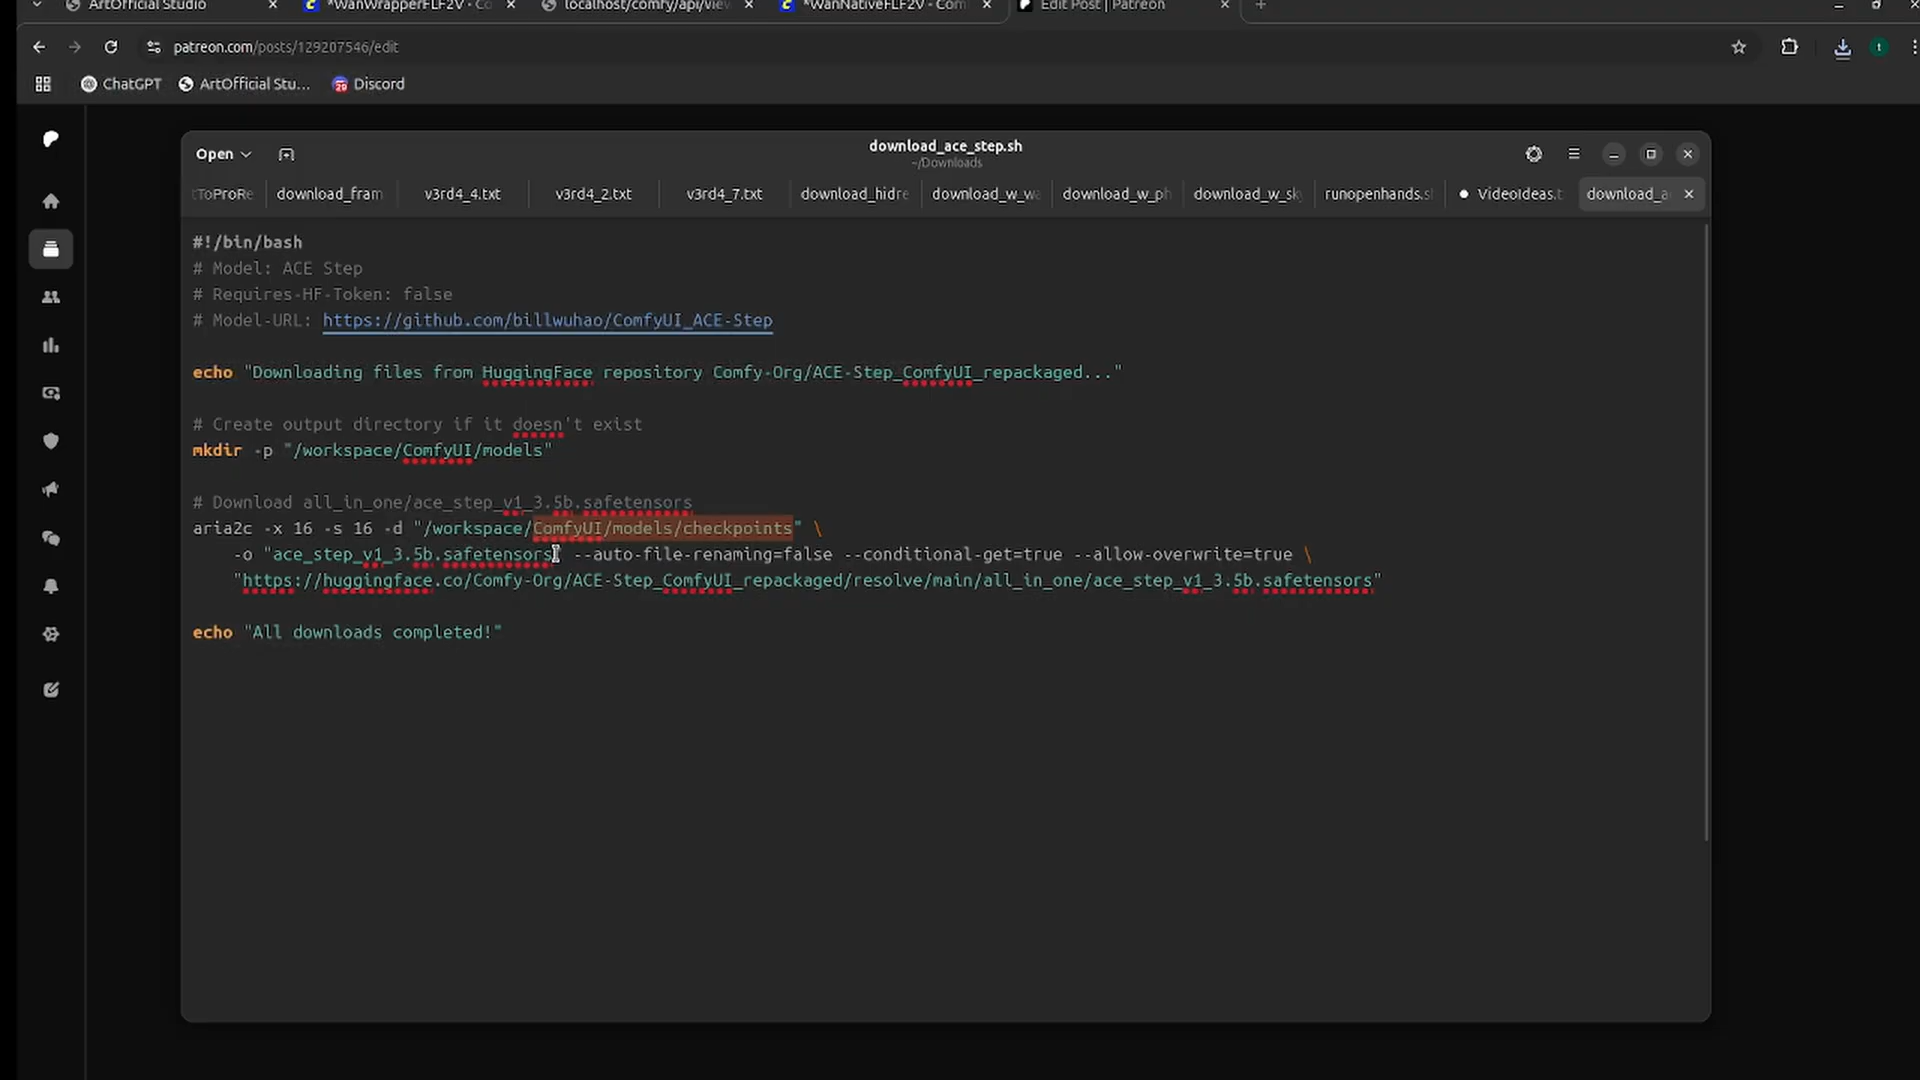 ArtOfficial Studio
*WanWrapperFLF2V - Co
localhost/comfy/api/view
*WanNativeFLF2V - Com
Edit Post | Patreon
patreon.com/posts/129207546/edit
t
ChatGPT
ArtOfficial Stu...
29
Discord
Open
download_ace_step.sh
~/Downloads
tToProRe
download_fram
v3rd4_4.txt
v3rd4_2.txt
v3rd4_7.txt
download_hidre
download_w_wa
download_w_ph
download_w_sk
runopenhands.sh
VideoIdeas.t
download_a
#!/bin/bash
# Model: ACE Step
# Requires-HF-Token: false
# Model-URL: https://github.com/billwuhao/ComfyUI_ACE-Step
echo "Downloading files from HuggingFace repository Comfy-Org/ACE-Step_ComfyUI_repackaged..."
# Create output directory if it doesn't exist
mkdir -p "/workspace/ComfyUI/models"
# Download all_in_one/ace_step_v1_3.5b.safetensors
aria2c -x 16 -s 16 -d "/workspace/ComfyUI/models/checkpoints" \
-o "ace_step_v1_3.5b.safetensors" --auto-file-renaming=false --conditional-get=true --allow-overwrite=true \
"https://huggingface.co/Comfy-Org/ACE-Step_ComfyUI_repackaged/resolve/main/all_in_one/ace_step_v1_3.5b.safetensors"
echo "All downloads completed!"